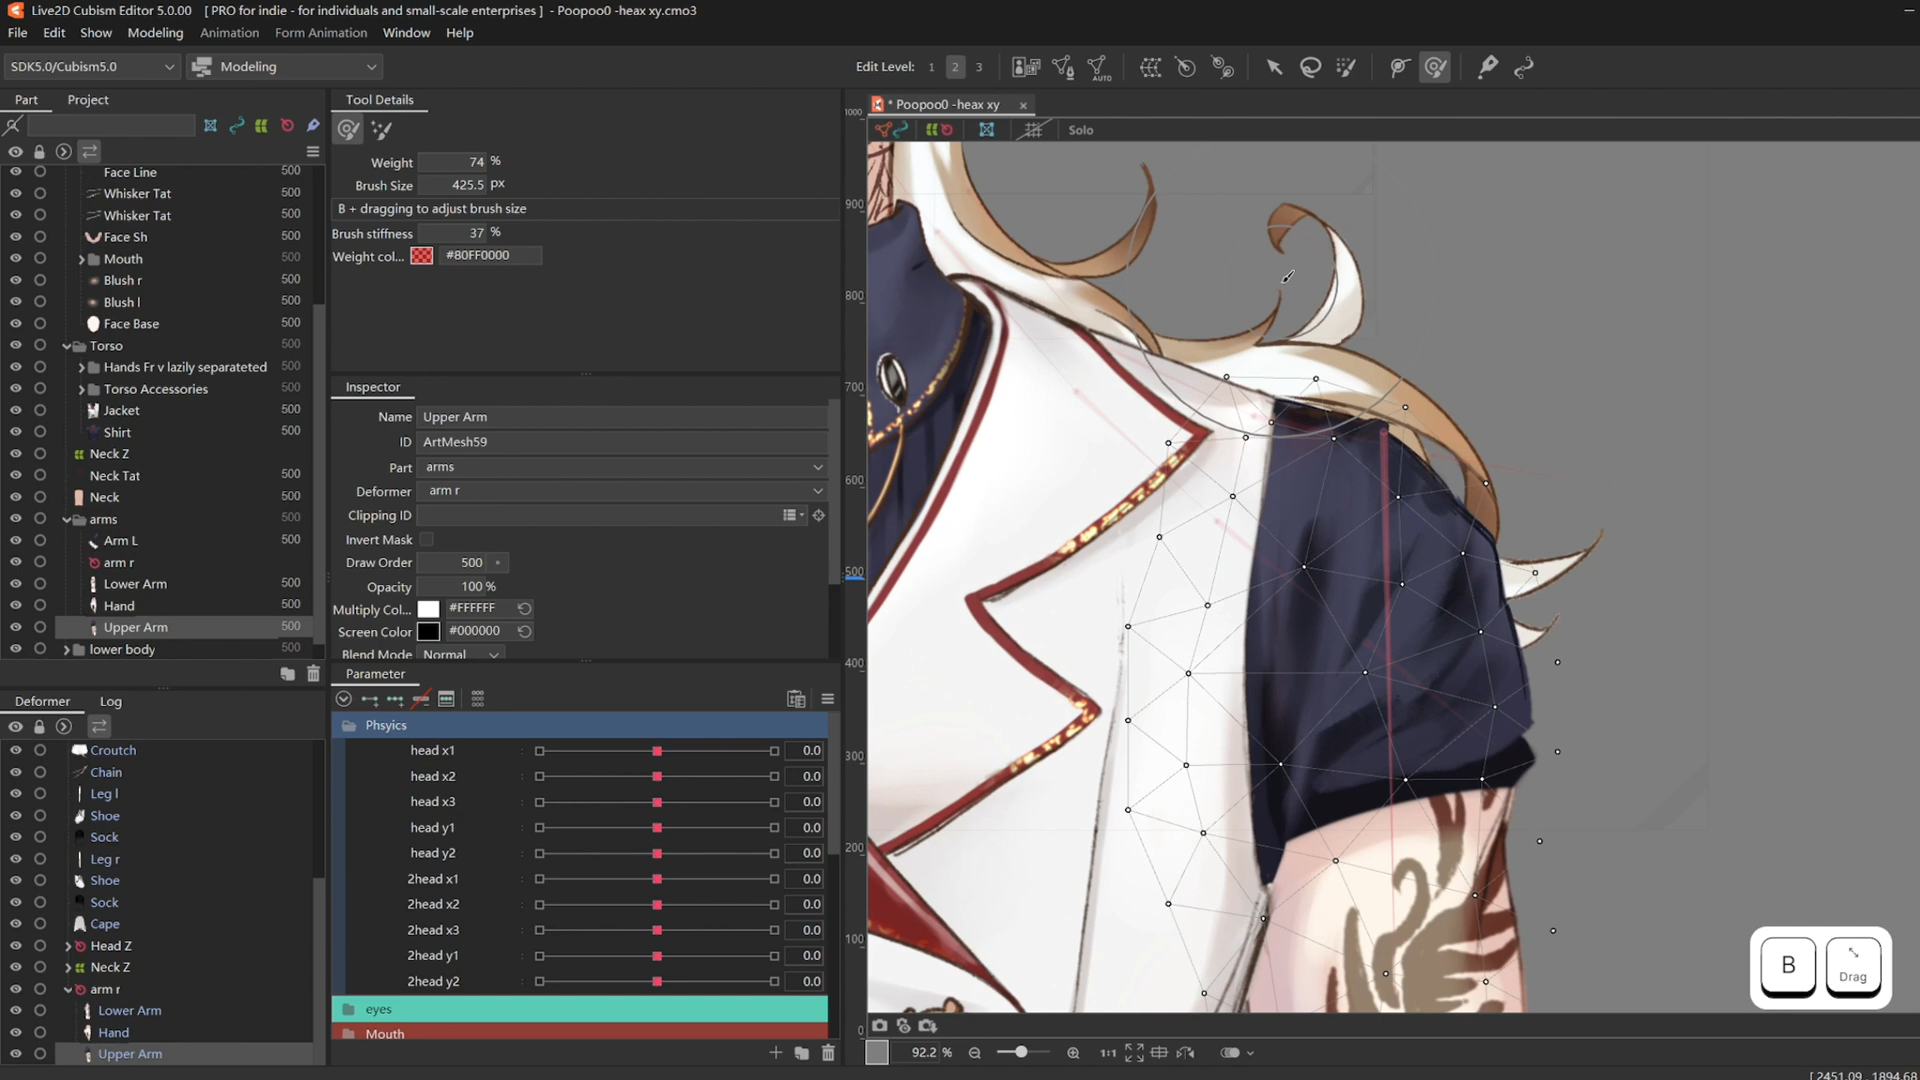 Live2D Cubism Editor 5.0.00 [ PRO for indie - for individuals and small-scale enterprises ] - Poopoo0 -heax xy.cmo3
File Edit Show Modeling Animation Form Animation Window Help
SDK5.0/Cubism5.0 Modeling Edit Level: 1 2 3 AUTO
Part Project
Face Line 500
Whisker Tat 500
Whisker Tat 500
Face Sh 500
Mouth 500
Blush r 500
Blush l 500
Face Base 500
Torso 500
Hands Fr v lazily separateted 500
Torso Accessories 500
Jacket 500
Shirt 500
Neck Z
Neck Tat 500
Neck 500
arms 500
Arm L 500
arm r
Lower Arm 500
Hand 500
Upper Arm 500
lower body 500
Deformer Log
Croutch
Chain
Leg l
Shoe
Sock
Leg r
Shoe
Sock
Cape
Head Z
Neck Z
arm r
Lower Arm
Hand
Upper Arm
Tool Details
Weight 74 %
Brush Size 425.5 px
B + dragging to adjust brush size
Brush stiffness 37 %
Weight col... #80FF0000
Inspector
Name Upper Arm
ID ArtMesh59
Part arms
Deformer arm r
Clipping ID
Invert Mask
Draw Order 500
Opacity 100 %
Multiply Col... #FFFFFF
Screen Color #000000
Blend Mode Normal
Parameter
Phsyics
head x1 : 0.0
head x2 : 0.0
head x3 : 0.0
head y1 : 0.0
head y2 : 0.0
2head x1 : 0.0
2head x2 : 0.0
2head x3 : 0.0
2head y1 : 0.0
2head y2 : 0.0
eyes
Mouth
* Poopoo0 -heax xy
Solo
900
800
700
600
500
400
300
200
100
0
B
Drag
92.2 % 1:1
[ 2451.09 , 1894.68